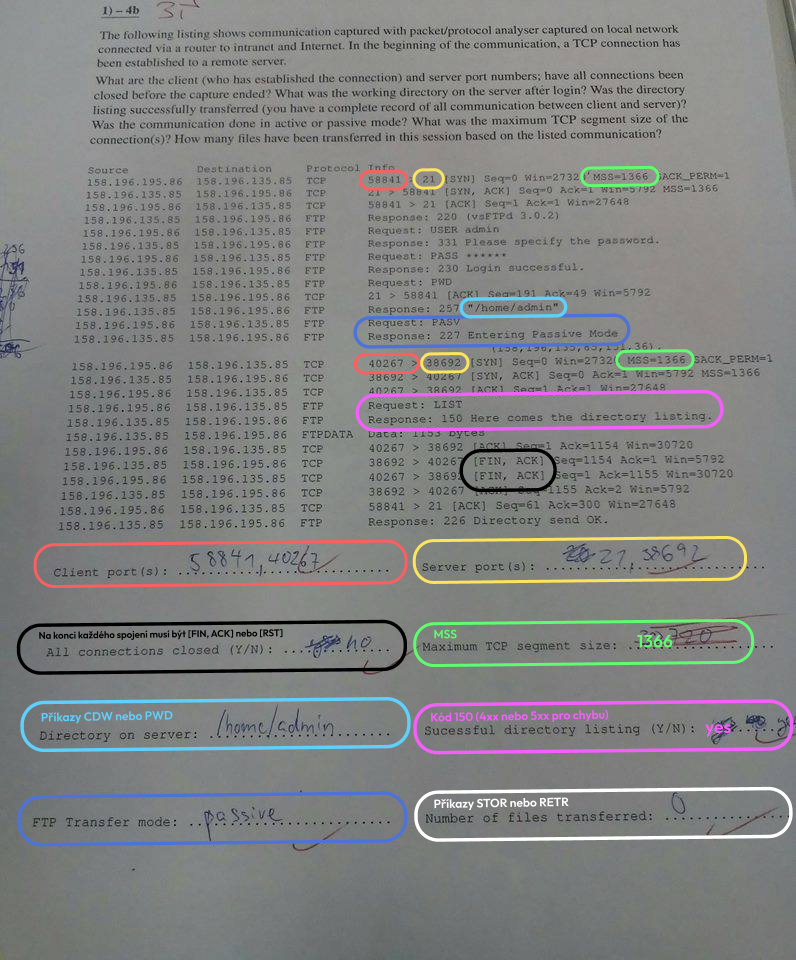 1) – 4b
The following listing shows communication captured with packet/protocol analyser captured on local network
connected via a router to intranet and Internet. In the beginning of the communication, a TCP connection has
been established to a remote server.
What are the client (who has established the connection) and server port numbers; have all connections been
closed before the capture ended? What was the working directory on the server after login? Was the directory
listing successfully transferred (you have a complete record of all communication between client and server)?
Was the communication done in active or passive mode? What was the maximum TCP segment size of the
connection(s)? How many files have been transferred in this session based on the listed communication?
Source Destination Protocol Info
158.196.195.86 158.196.135.85 TCP 58841 > 21 [SYN] Seq=0 Win=2732 MSS=1366 SACK_PERM=1
158.196.135.85 158.196.195.86 TCP 21 > 58841 [SYN, ACK] Seq=0 Ack=1 Win=5792 MSS=1366
158.196.195.86 158.196.135.85 TCP 58841 > 21 [ACK] Seq=1 Ack=1 Win=27648
158.196.135.85 158.196.195.86 FTP Response: 220 (vsFTPd 3.0.2)
158.196.195.86 158.196.135.85 FTP Request: USER admin
158.196.135.85 158.196.195.86 FTP Response: 331 Please specify the password.
158.196.195.86 158.196.135.85 FTP Request: PASS ******
158.196.135.85 158.196.195.86 FTP Response: 230 Login successful.
158.196.195.86 158.196.135.85 FTP Request: PWD
158.196.135.85 158.196.195.86 TCP 21 > 58841 [ACK] Seq=191 Ack=49 Win=5792
158.196.135.85 158.196.195.86 FTP Response: 257 "/home/admin"
158.196.195.86 158.196.135.85 FTP Request: PASV
158.196.135.85 158.196.195.86 FTP Response: 227 Entering Passive Mode
(158,196,135,85,151,36).
158.196.195.86 158.196.135.85 TCP 40267 > 38692 [SYN] Seq=0 Win=2732 MSS=1366 SACK_PERM=1
158.196.135.85 158.196.195.86 TCP 38692 > 40267 [SYN, ACK] Seq=0 Ack=1 Win=5792 MSS=1366
158.196.195.86 158.196.135.85 TCP 40267 > 38692 [ACK] Seq=1 Ack=1 Win=27648
158.196.195.86 158.196.135.85 FTP Request: LIST
158.196.135.85 158.196.195.86 FTP Response: 150 Here comes the directory listing.
158.196.135.85 158.196.195.86 FTPDATA Data: 1153 bytes
158.196.195.86 158.196.135.85 TCP 40267 > 38692 [ACK] Seq=1 Ack=1154 Win=30720
158.196.135.85 158.196.195.86 TCP 38692 > 40267 [FIN, ACK] Seq=1154 Ack=1 Win=5792
158.196.195.86 158.196.135.85 TCP 40267 > 38692 [FIN, ACK] Seq=1 Ack=1155 Win=30720
158.196.135.85 158.196.195.86 TCP 38692 > 40267 [ACK] Seq=1155 Ack=2 Win=5792
158.196.195.86 158.196.135.85 TCP 58841 > 21 [ACK] Seq=61 Ack=300 Win=27648
158.196.135.85 158.196.195.86 FTP Response: 226 Directory send OK.
Client port(s): 58841, 40267
Server port(s): 21, 38692
Na konci každého spojení musí být [FIN, ACK] nebo [RST]
All connections closed (Y/N): no
MSS
Maximum TCP segment size: 1366
Příkazy CDW nebo PWD
Directory on server: /home/admin
Kód 150 (4xx nebo 5xx pro chybu)
Sucessful directory listing (Y/N): yes
FTP Transfer mode: passive
Příkazy STOR nebo RETR
Number of files transferred: 0